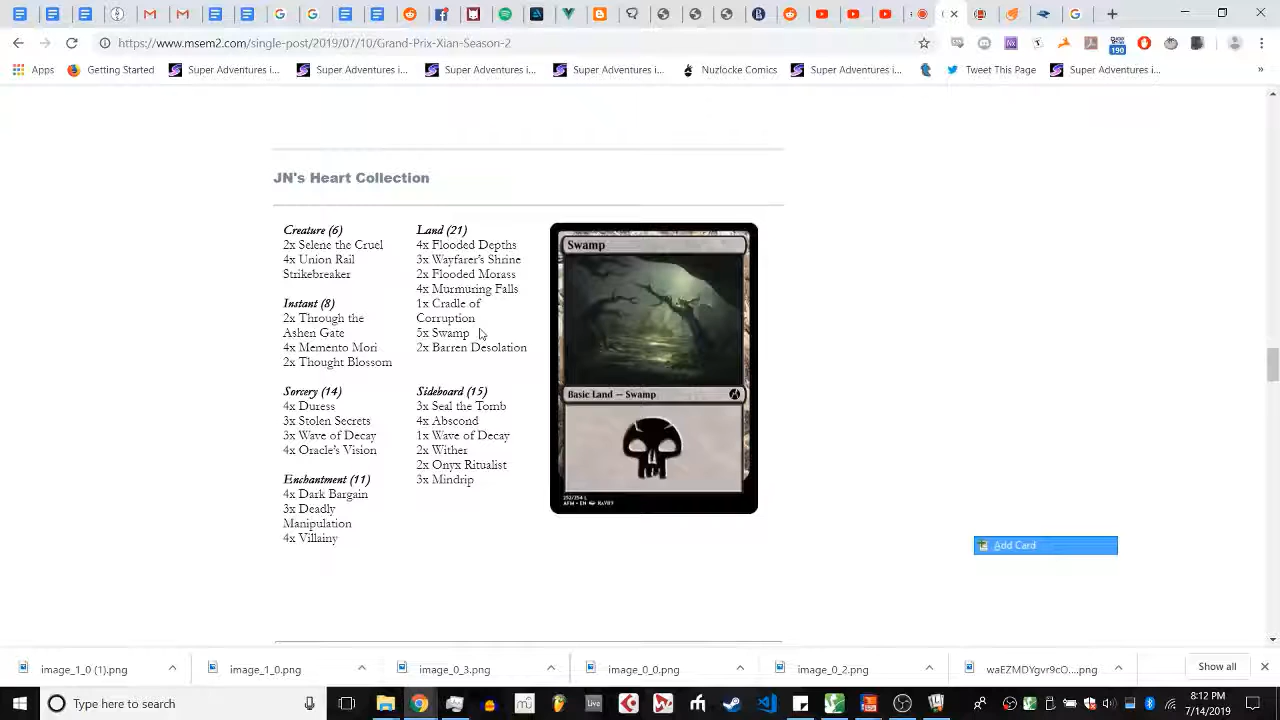 https://www.msem2.com/single-post/2019/07/10/Grand-Prix-Xian-Season-2
190
Apps
Getting Started
Super Adventures i...
Super Adventures i...
Super Adventures i...
Super Adventures i...
Nuzlocke Comics
Super Adventures i...
Tweet This Page
Super Adventures i...
»
JN's Heart Collection
Creature (6)
2x Selene the Cruel
4x Union Rail
Strikebreaker
Instant (8)
2x Through the
Ashen Gate
4x Memento Mori
2x Thought Blossom
Sorcery (14)
4x Duress
3x Stolen Secrets
3x Wave of Decay
4x Oracle's Vision
Enchantment (11)
4x Dark Bargain
3x Deadly
Manipulation
4x Villainy
Land (21)
4x Flooded Depths
3x Wayfarer's Shrine
2x Flooded Morass
4x Murmuring Falls
1x Cradle of
Corruption
5x Swamp
2x Barren Desolation
Sideboard (15)
3x Seal the Tomb
4x Abscond
1x Wave of Decay
2x Wither
2x Onyx Ritualist
3x Mindrip
Swamp
Basic Land — Swamp
252/254 L
AFM • EN
Add Card
image_1_0 (1).png
image_1_0.png
image_0_3.png
image_0_0.png
image_0_2.png
waEZMDYgvr9cO....png
Show all
Type here to search
Live
8:12 PM
7/14/2019